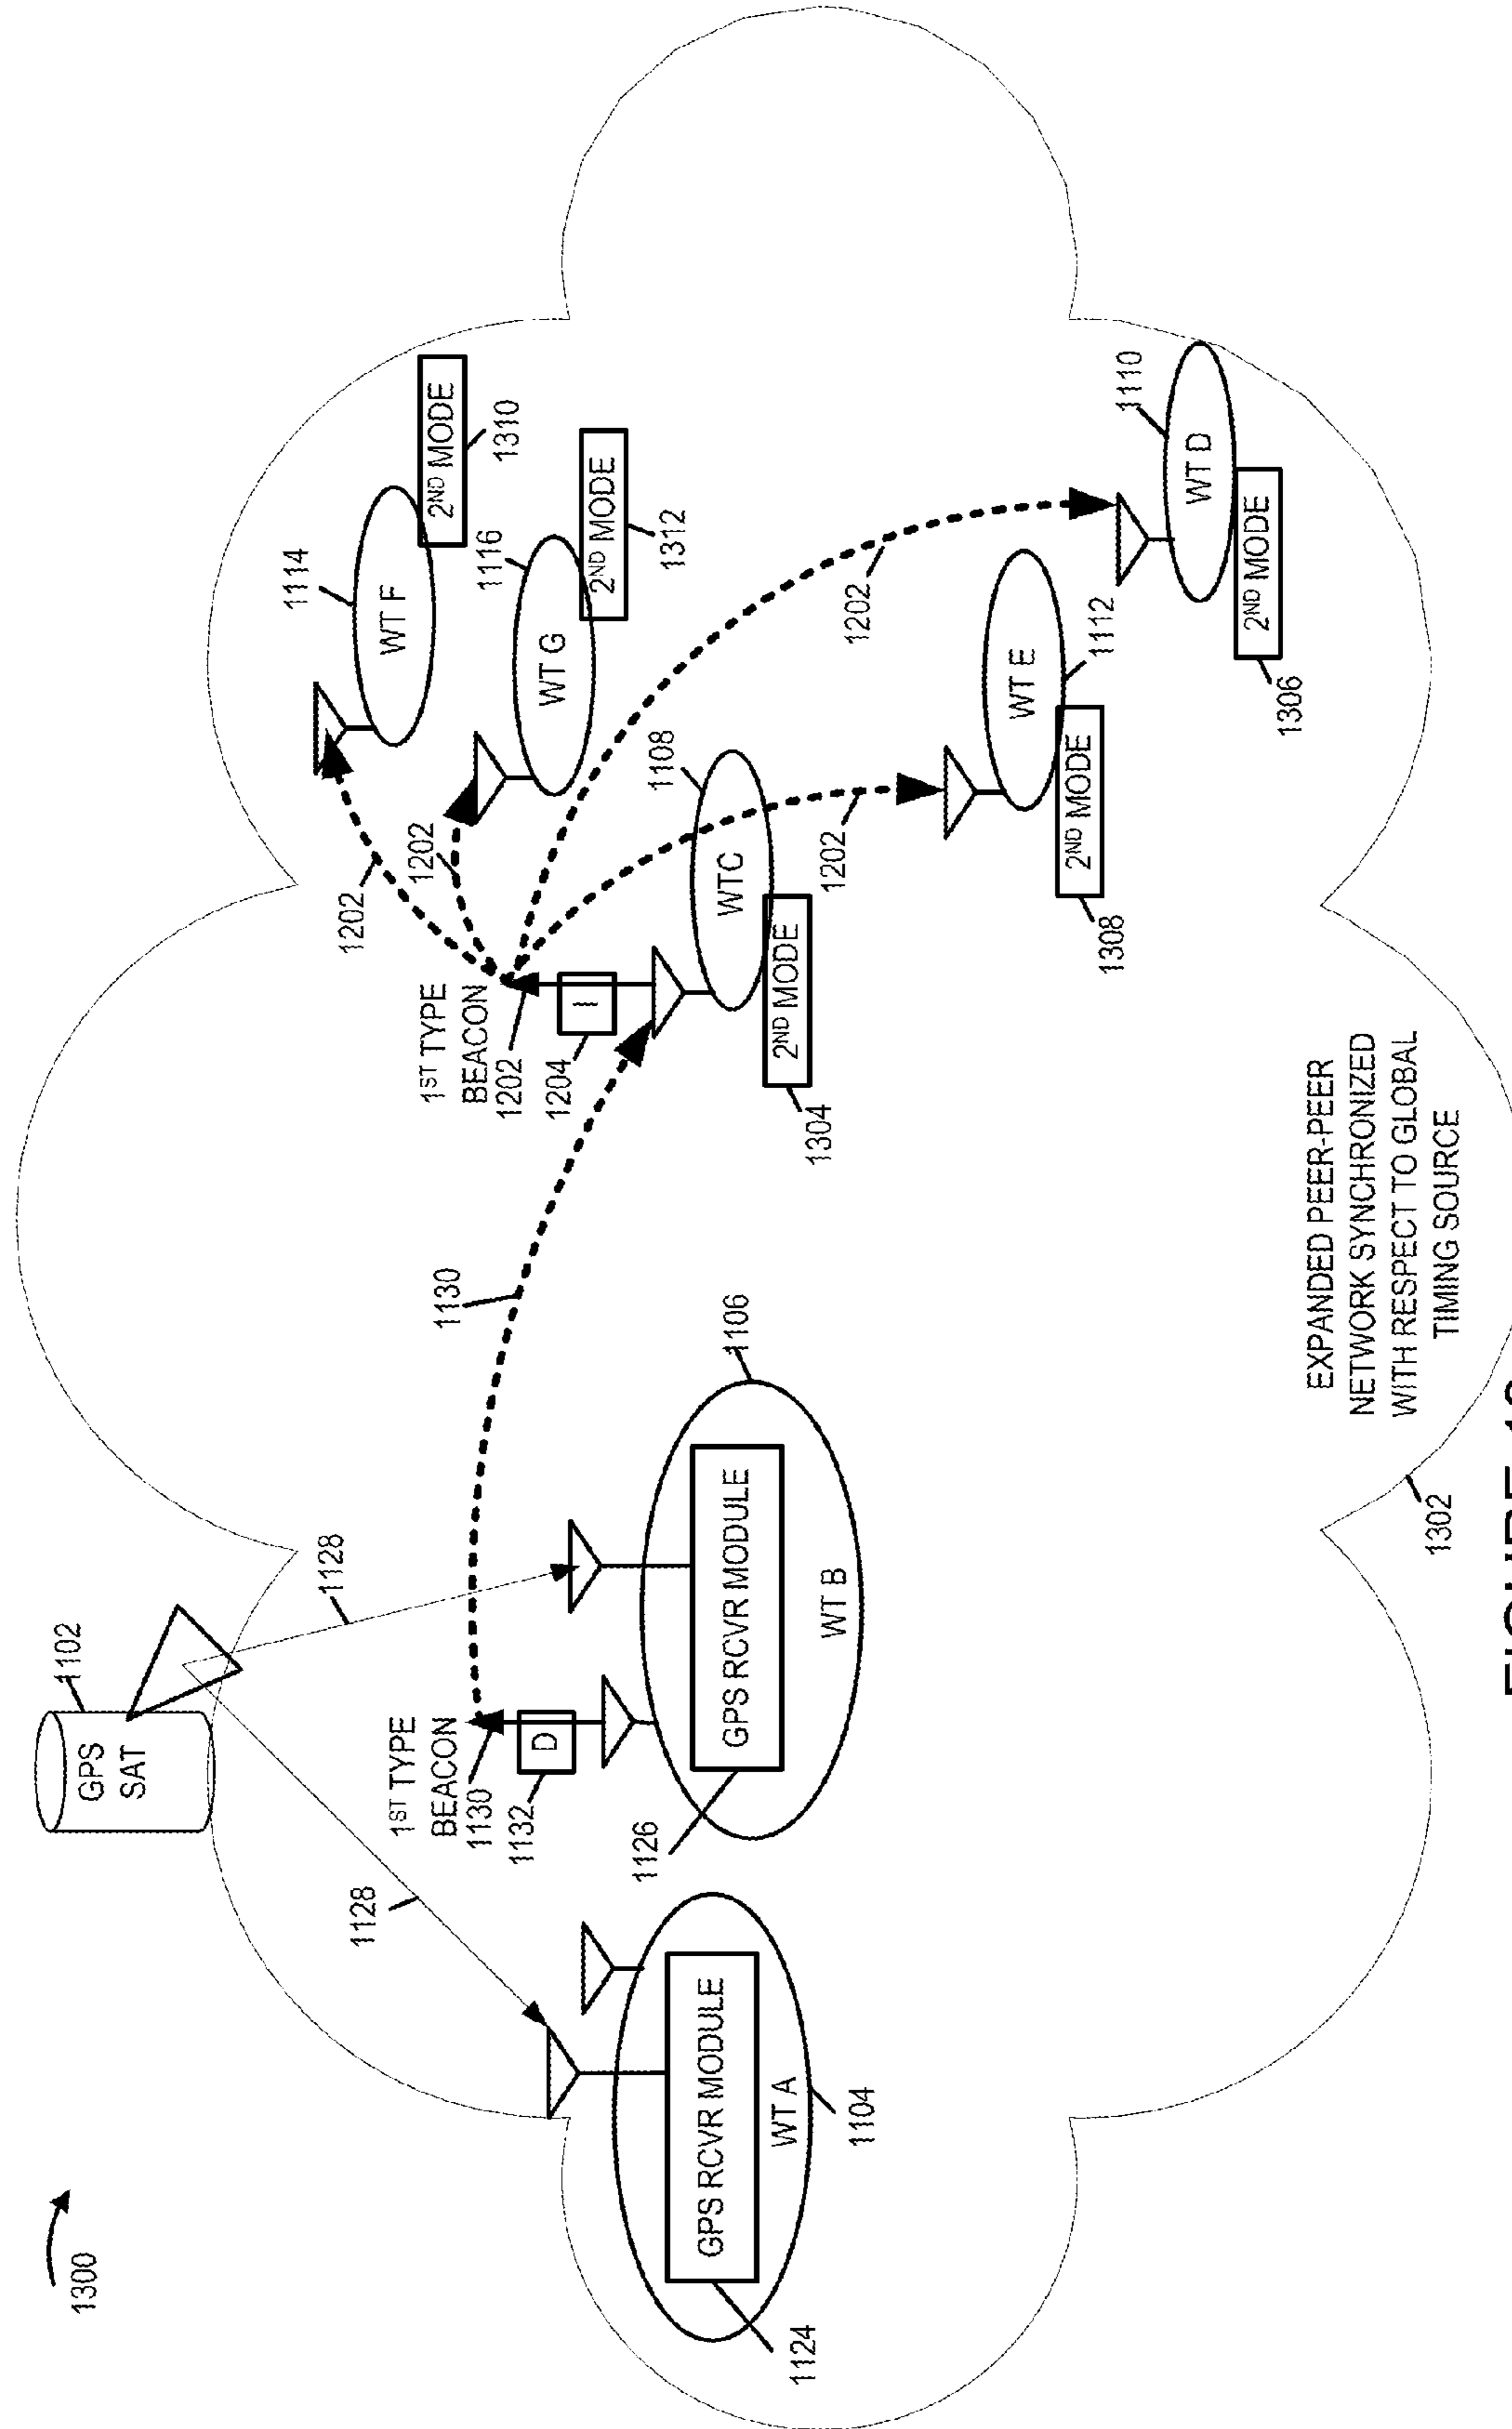 1300
GPS
SAT
1102
1128
1128
1ST TYPE
BEACON
1130
D
1132
1130
GPS RCVR MODULE
WT A
1104
1124
GPS RCVR MODULE
WT B
1106
1126
1ST TYPE
BEACON
1202
I
1204
1202
1202
1202
1202
WTC
1108
2ND MODE
1304
WT F
1114
2ND MODE
1310
WT G
1116
2ND MODE
1312
WT E
1112
2ND MODE
1308
WT D
1110
2ND MODE
1306
EXPANDED PEER-PEER
NETWORK SYNCHRONIZED
WITH RESPECT TO GLOBAL
TIMING SOURCE
1302
FIGURE